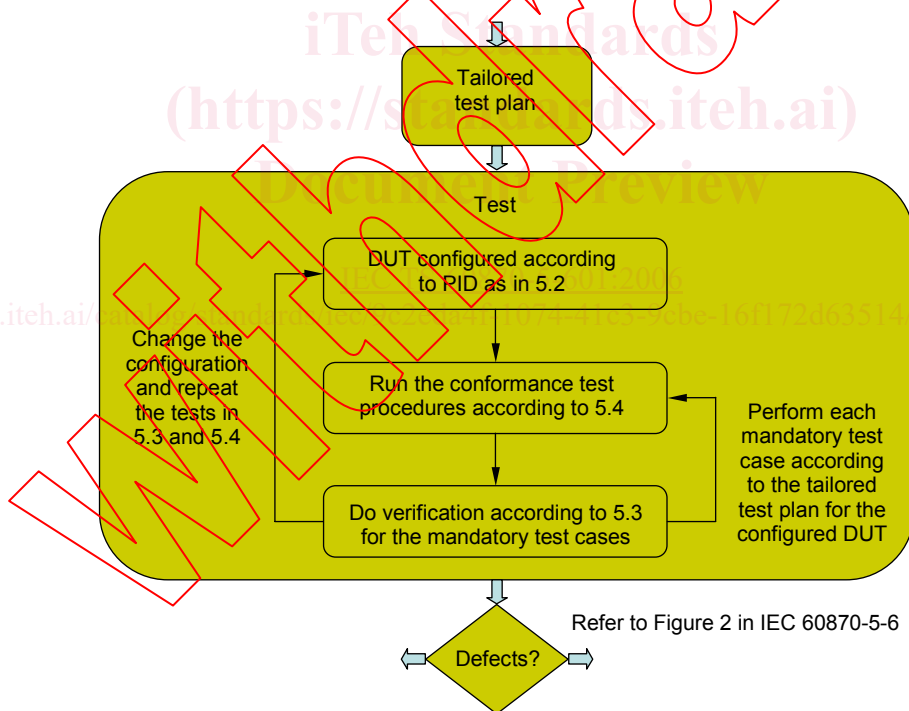 iTeh Standards
(https://standards.iteh.ai)
Document Preview
Tailored
test plan
Test
DUT configured according
to PID as in 5.2
Change the
configuration
and repeat
the tests in
5.3 and 5.4
Run the conformance test
procedures according to 5.4
Perform each
mandatory test
case according
to the tailored
test plan for the
configured DUT
Do verification according to 5.3
for the mandatory test cases
Refer to Figure 2 in IEC 60870-5-6
Defects?